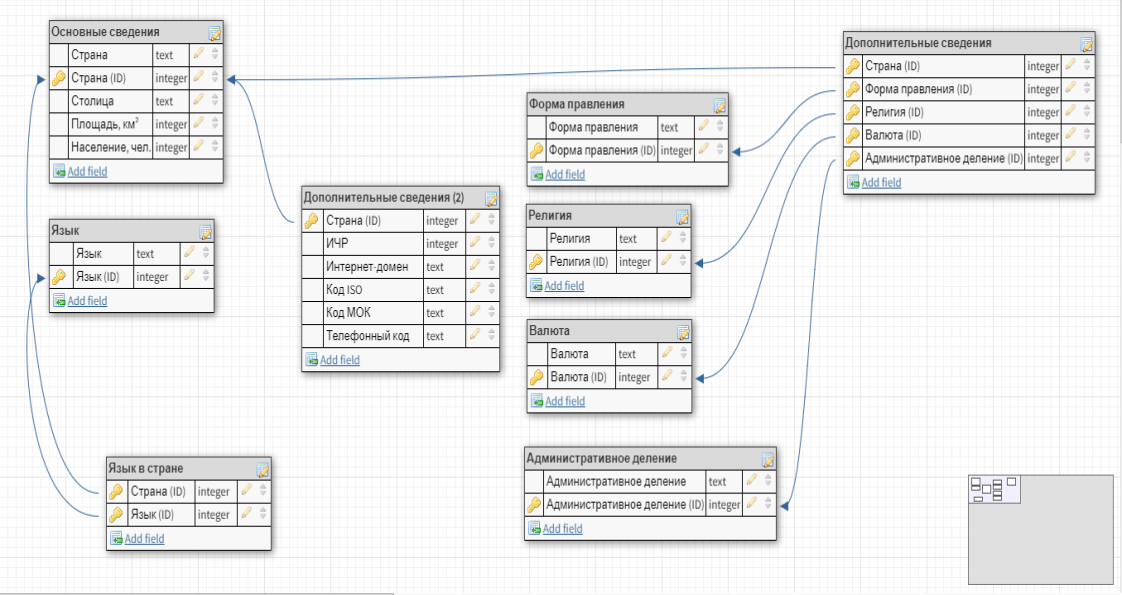 Основные сведения
Страна text
Страна (ID) integer
Столица text
Площадь, км² integer
Население, чел. integer
Add field
Язык
Язык text
Язык (ID) integer
Add field
Дополнительные сведения (2)
Страна (ID) integer
ИЧР integer
Интернет-домен text
Код ISO text
Код МОК text
Телефонный код text
Add field
Язык в стране
Страна (ID) integer
Язык (ID) integer
Add field
Форма правления
Форма правления text
Форма правления (ID) integer
Add field
Религия
Религия text
Религия (ID) integer
Add field
Валюта
Валюта text
Валюта (ID) integer
Add field
Административное деление
Административное деление text
Административное деление (ID) integer
Add field
Дополнительные сведения
Страна (ID) integer
Форма правления (ID) integer
Религия (ID) integer
Валюта (ID) integer
Административное деление (ID) integer
Add field